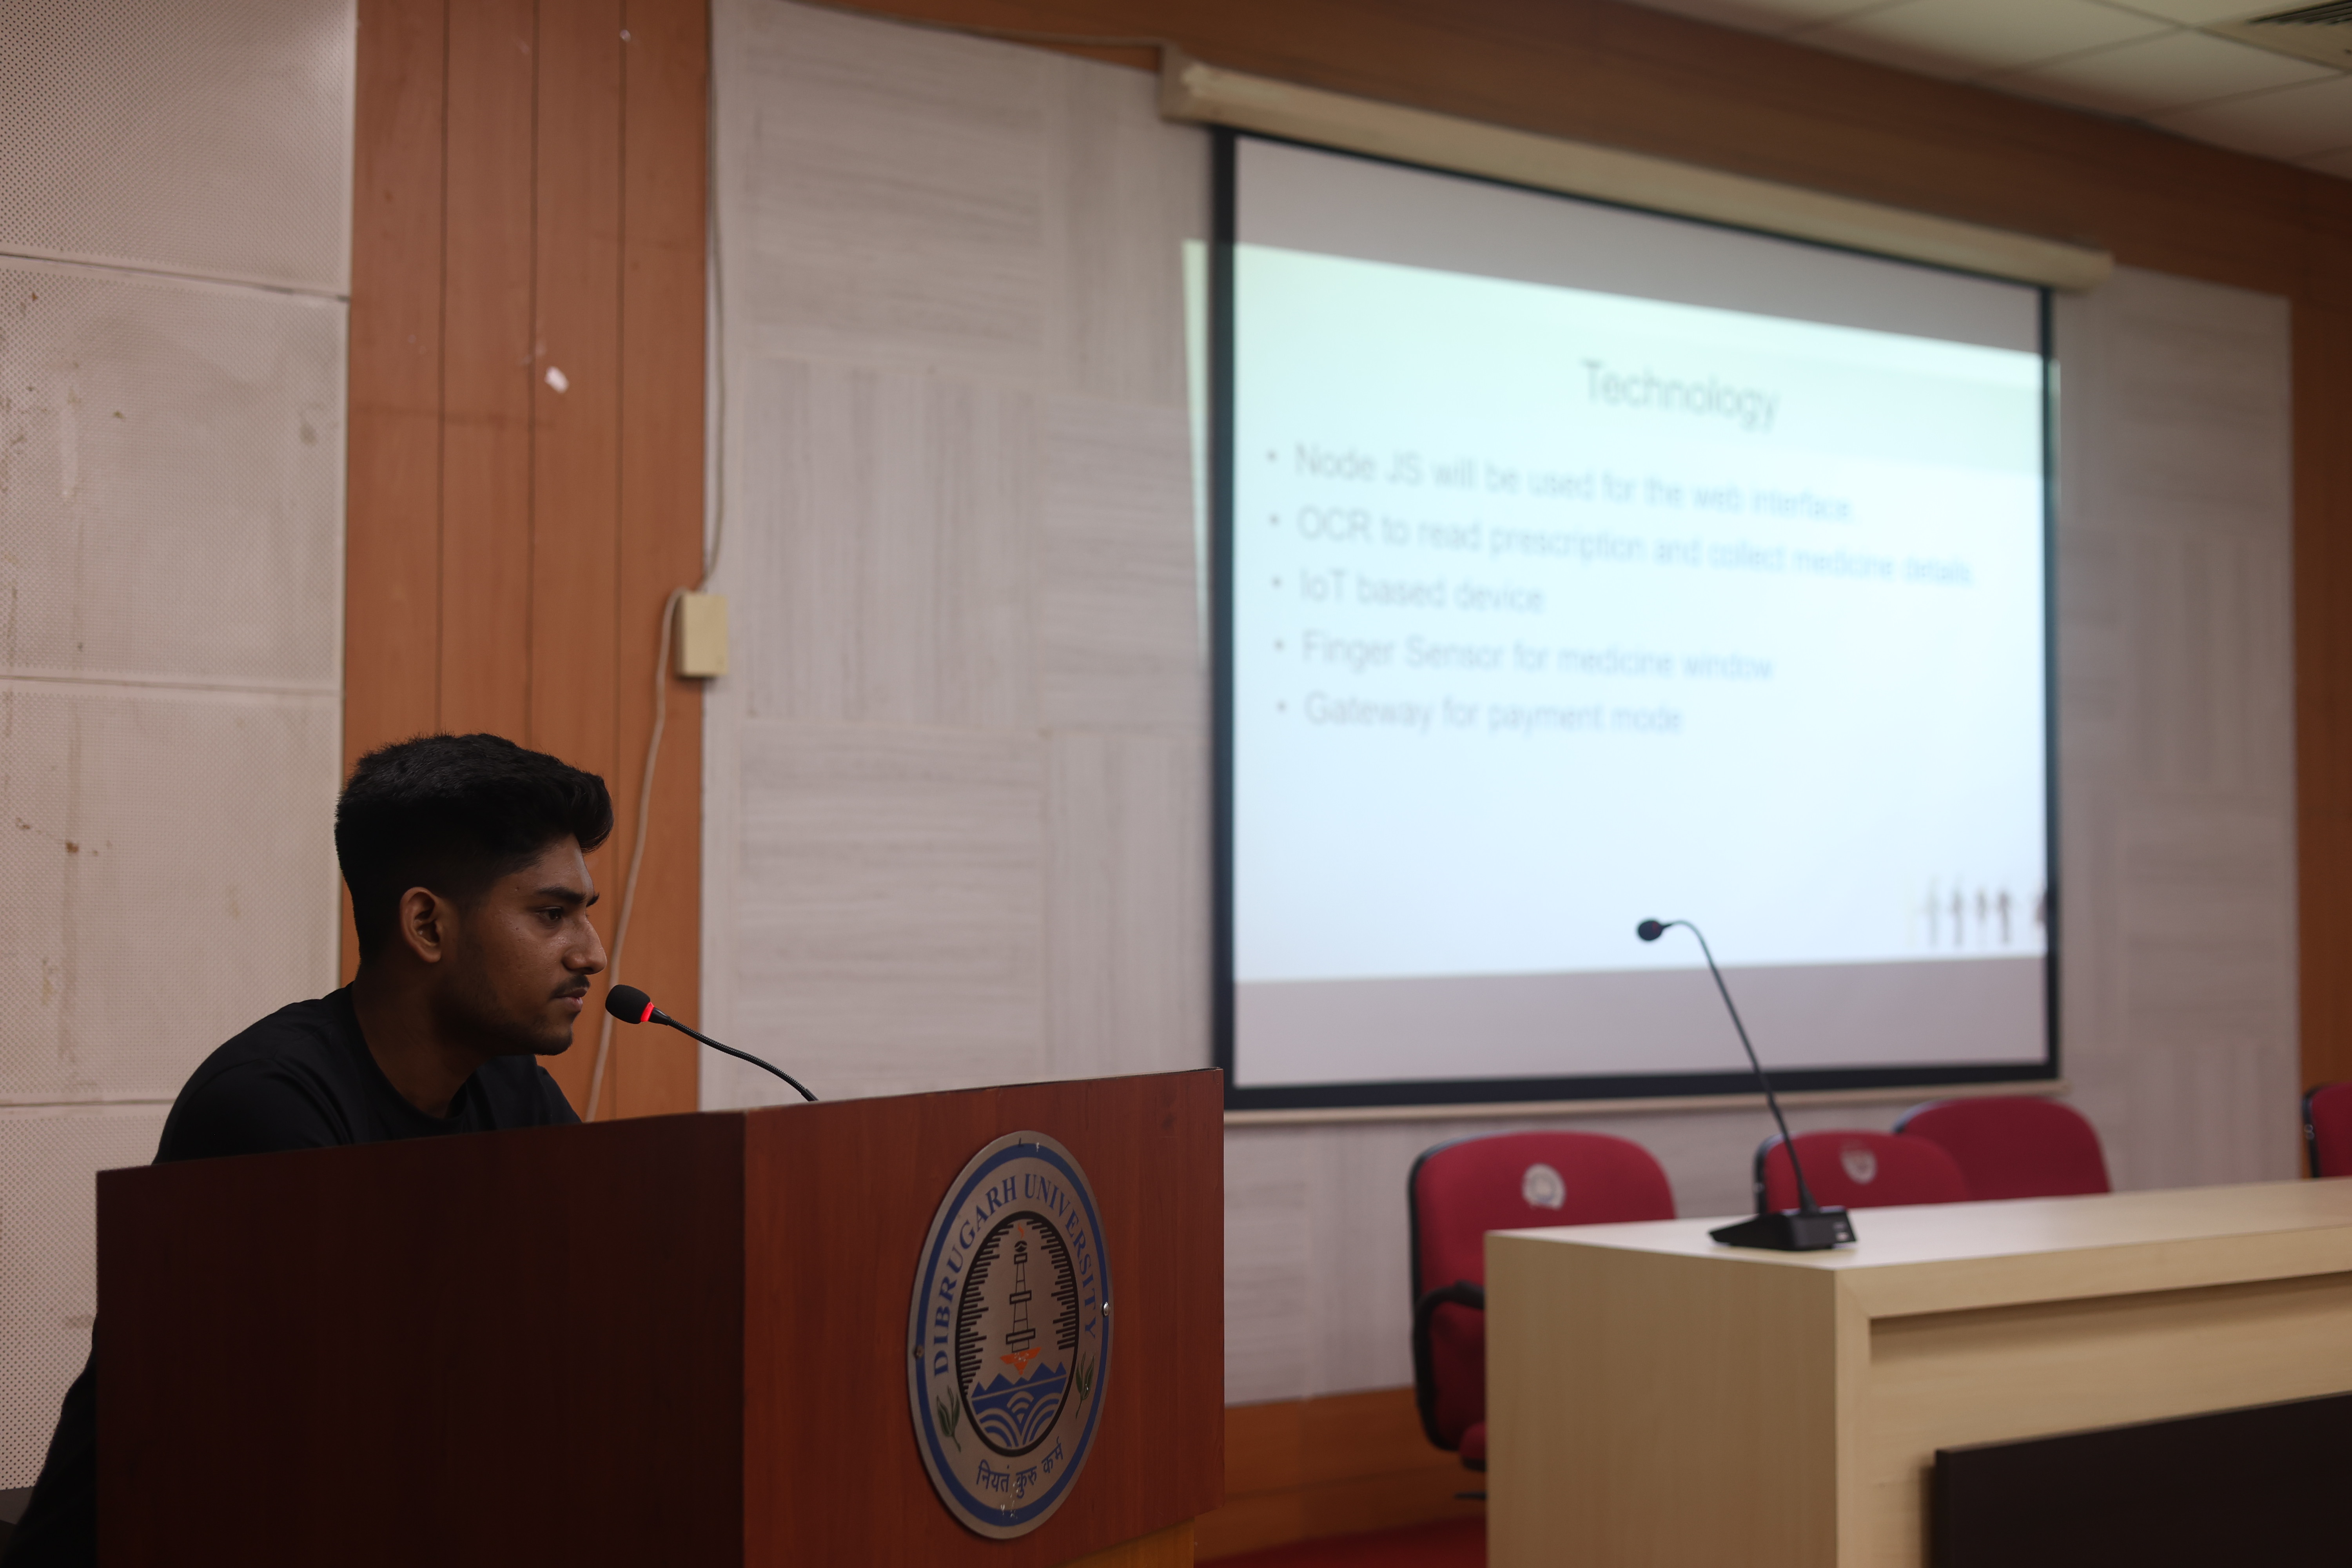 Technology
• Node JS will be used for the web interface.
• OCR to read prescription and collect medicine details.
• IoT based device
• Finger Sensor for medicine window
• Gateway for payment mode
DIBRUGARH UNIVERSITY
नियतं कुरु कर्म